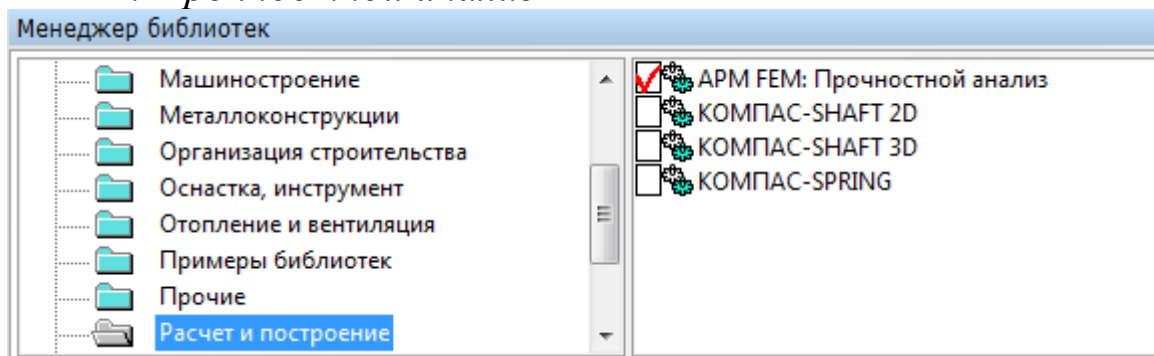 Менеджер библиотек
Машиностроение
Металлоконструкции
Организация строительства
Оснастка, инструмент
Отопление и вентиляция
Примеры библиотек
Прочие
Расчет и построение
APM FEM: Прочностной анализ
КОМПАС-SHAFT 2D
КОМПАС-SHAFT 3D
КОМПАС-SPRING